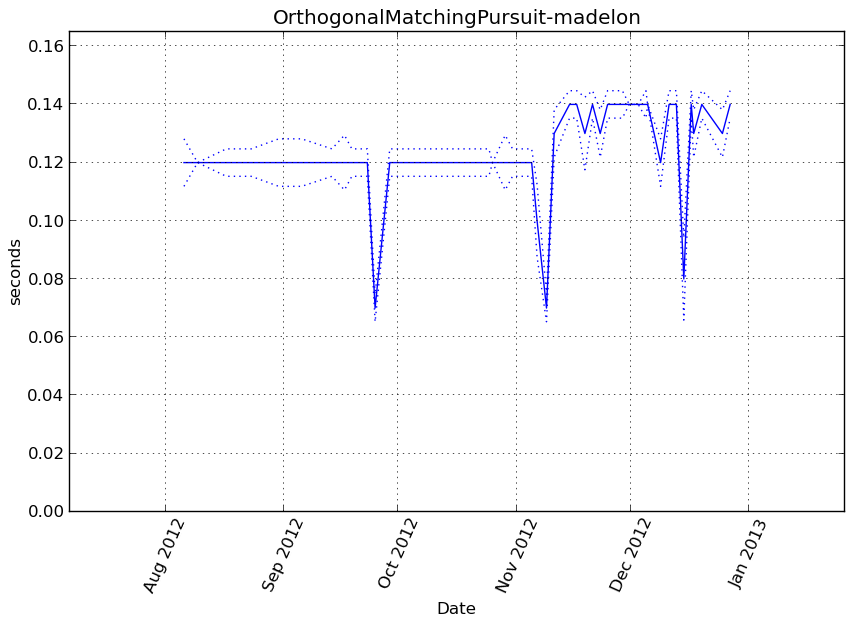 OrthogonalMatchingPursuit-madelon
0.16
0.14
0.12
0.10
0.08
0.06
0.04
0.02
0.00
seconds
Aug 2012
Sep 2012
Oct 2012
Nov 2012
Dec 2012
Jan 2013
Date